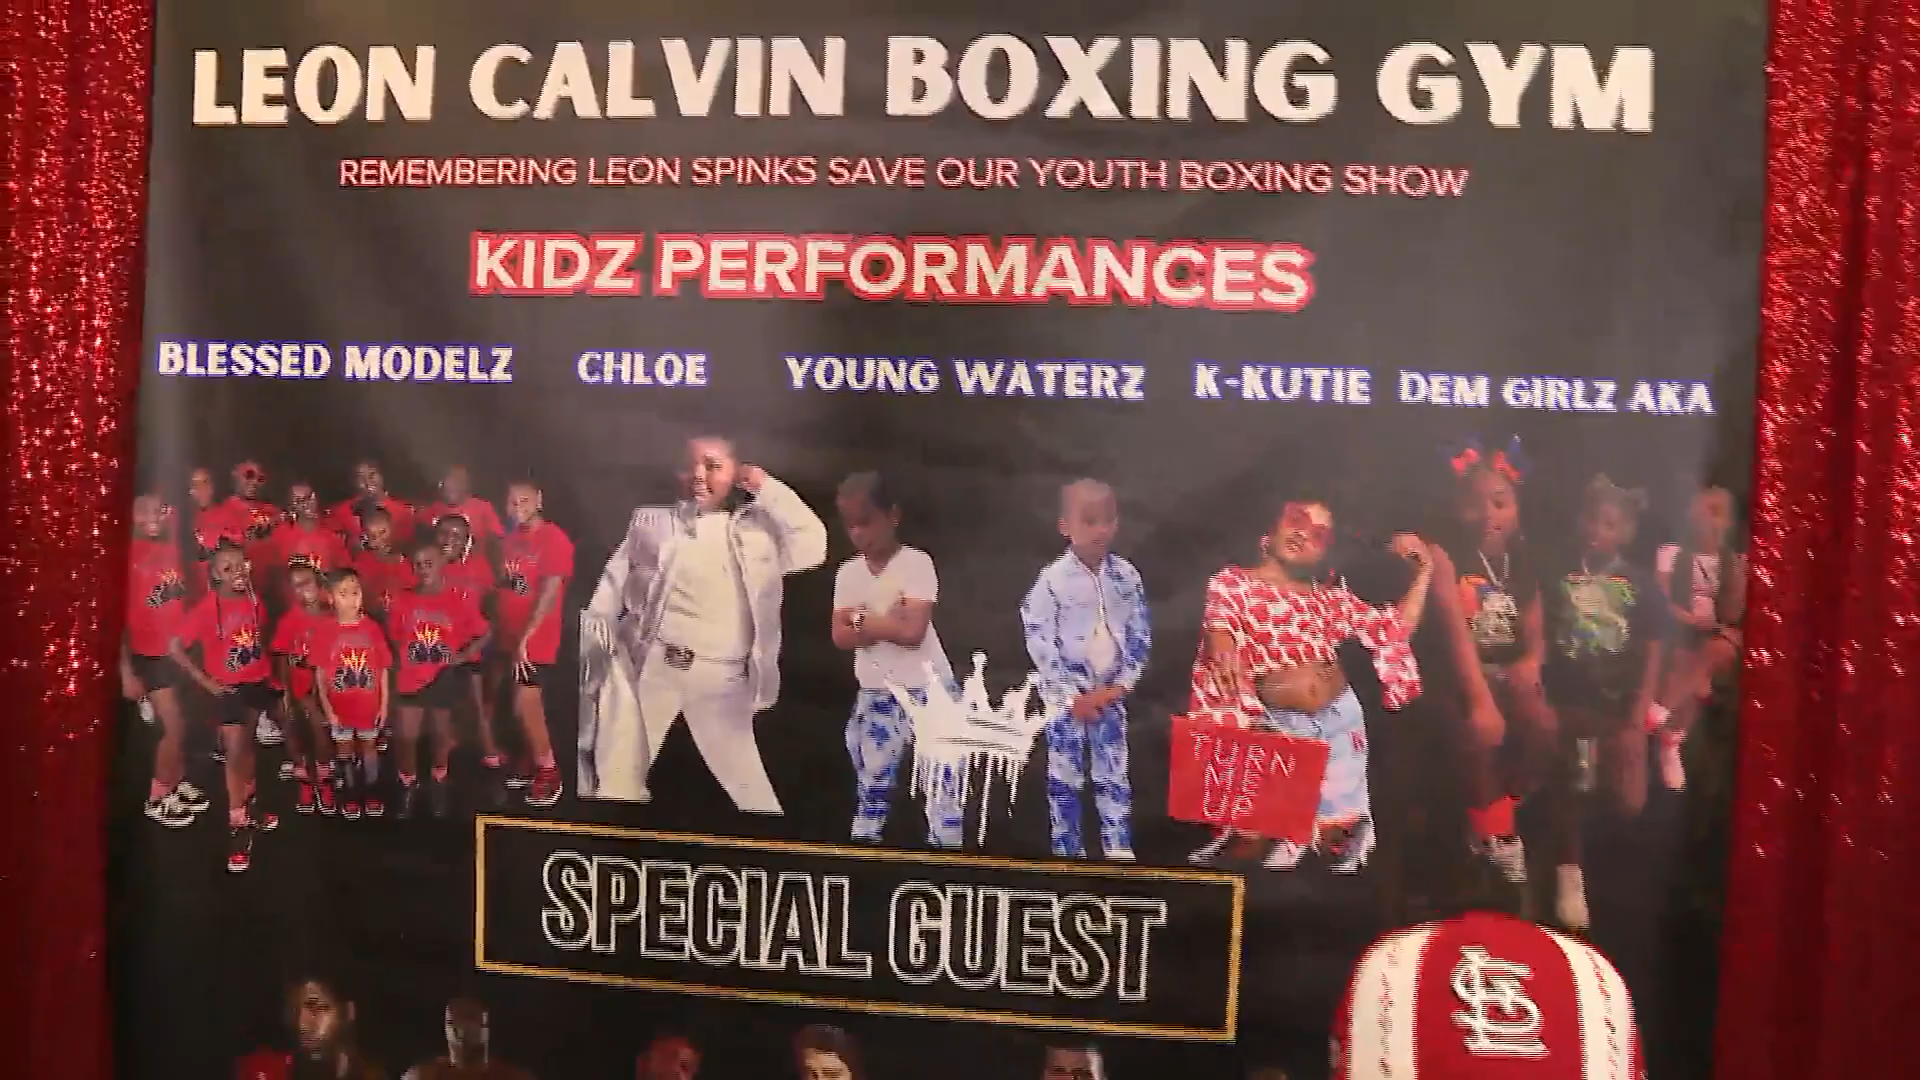 LEON CALVIN BOXING GYM
REMEMBERING LEON SPINKS SAVE OUR YOUTH BOXING SHOW
KIDZ PERFORMANCES
BLESSED MODELZ CHLOE YOUNG WATERZ K-KUTIE DEM GIRLZ AKA
TURN
ME
UP
SPECIAL GUEST
STL